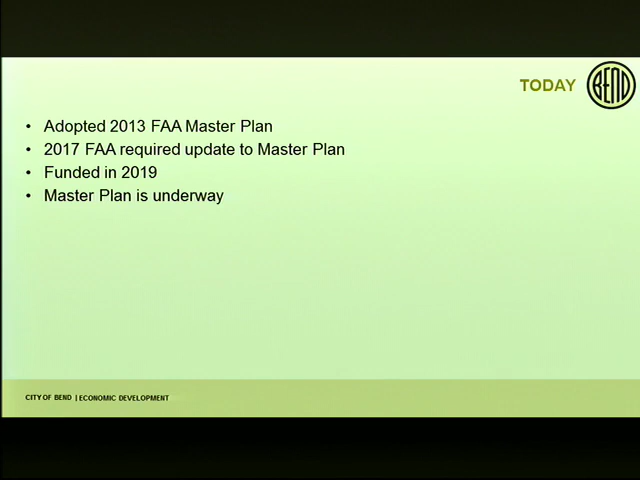 TODAY
BEND
• Adopted 2013 FAA Master Plan
• 2017 FAA required update to Master Plan
• Funded in 2019
• Master Plan is underway
CITY OF BEND | ECONOMIC DEVELOPMENT